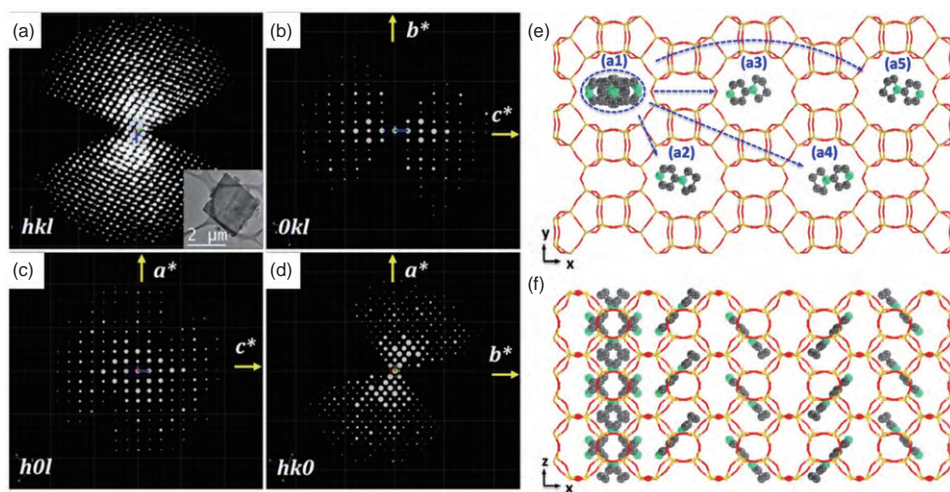 (a)
hkl
2 μm
(b)
b*
c*
0kl
(c)
a*
c*
h0l
(d)
a*
b*
hk0
(e)
(a1)
(a3)
(a5)
(a2)
(a4)
y
x
(f)
z
x